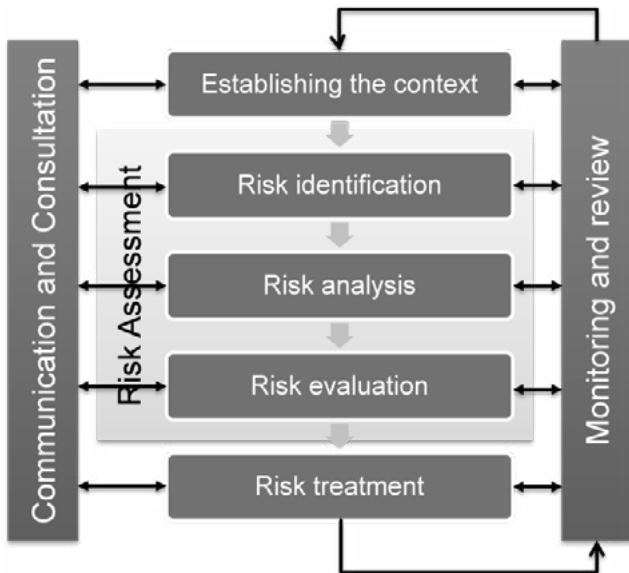 Communication and Consultation
Establishing the context
Risk Assessment
Risk identification
Risk analysis
Risk evaluation
Risk treatment
Monitoring and review